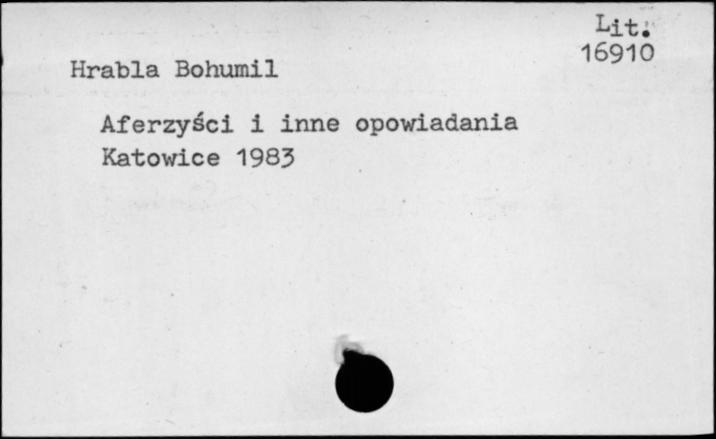 Lit.
16910
Hrabla Bohumil
Aferzyści i inne opowiadania
Katowice 1983